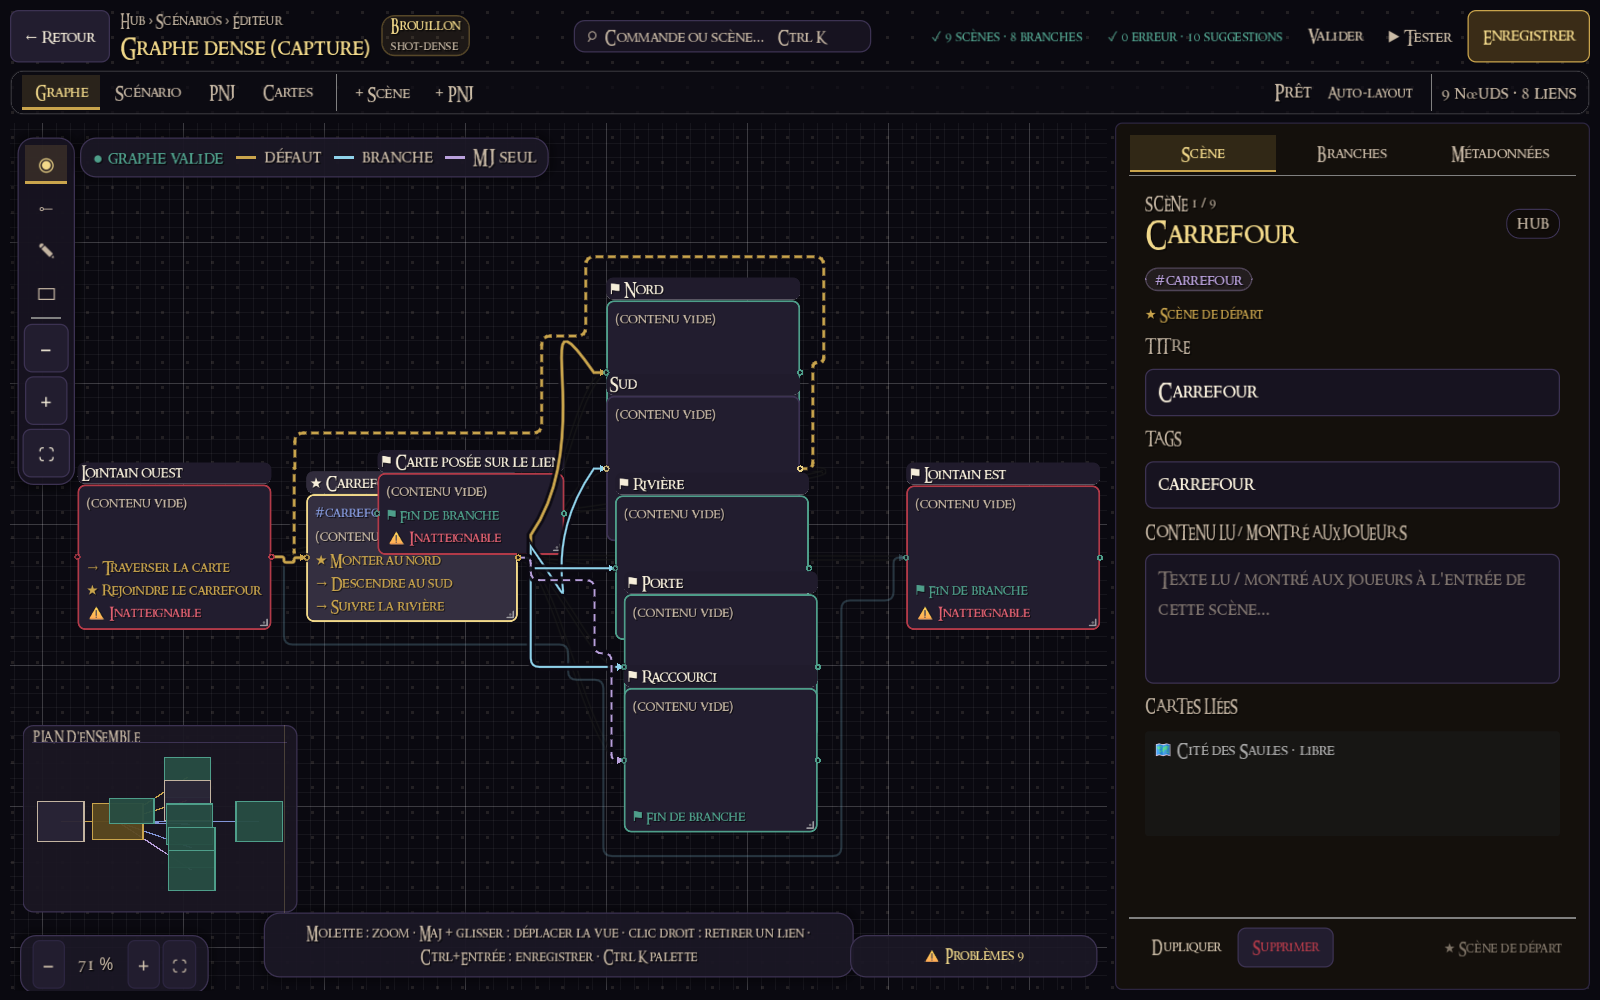 ← Retour
Hub › Scénarios › Éditeur
Graphe dense (capture)
Brouillon
shot-dense
Commande ou scène... Ctrl K
✓ 9 scènes · 8 branches
✓ 0 erreur · 10 suggestions
Valider
▶ Tester
Enregistrer
Graphe
Scénario
PNJ
Cartes
+ Scène
+ PNJ
Prêt
Auto-layout
9 nœuds · 8 liens
● Graphe valide
Défaut
Branche
MJ seul
Nord
(contenu vide)
Sud
(contenu vide)
Lointain ouest
(contenu vide)
→ Traverser la carte
★ Rejoindre le carrefour
⚠ Inatteignable
★ Carref
#carrefo
(conten
★ Monter au nord
→ Descendre au sud
→ Suivre la rivière
Carte posée sur le lien
(contenu vide)
Fin de branche
⚠ Inatteignable
Rivière
(contenu vide)
Porte
(contenu vide)
Raccourci
(contenu vide)
Fin de branche
Lointain est
(contenu vide)
Fin de branche
⚠ Inatteignable
Plan d'ensemble
− 71 % +
Molette : zoom · Maj + glisser : déplacer la vue · clic droit : retirer un lien ·
Ctrl+Entrée : enregistrer · Ctrl K palette
⚠ Problèmes 9
Scène
Branches
Métadonnées
Scène 1 / 9
Carrefour
Hub
#carrefour
★ Scène de départ
Titre
Carrefour
Tags
carrefour
Contenu lu / montré aux joueurs
Texte lu / montré aux joueurs à l'entrée de
cette scène...
Cartes liées
Cité des Saules · libre
Dupliquer
Supprimer
★ Scène de départ